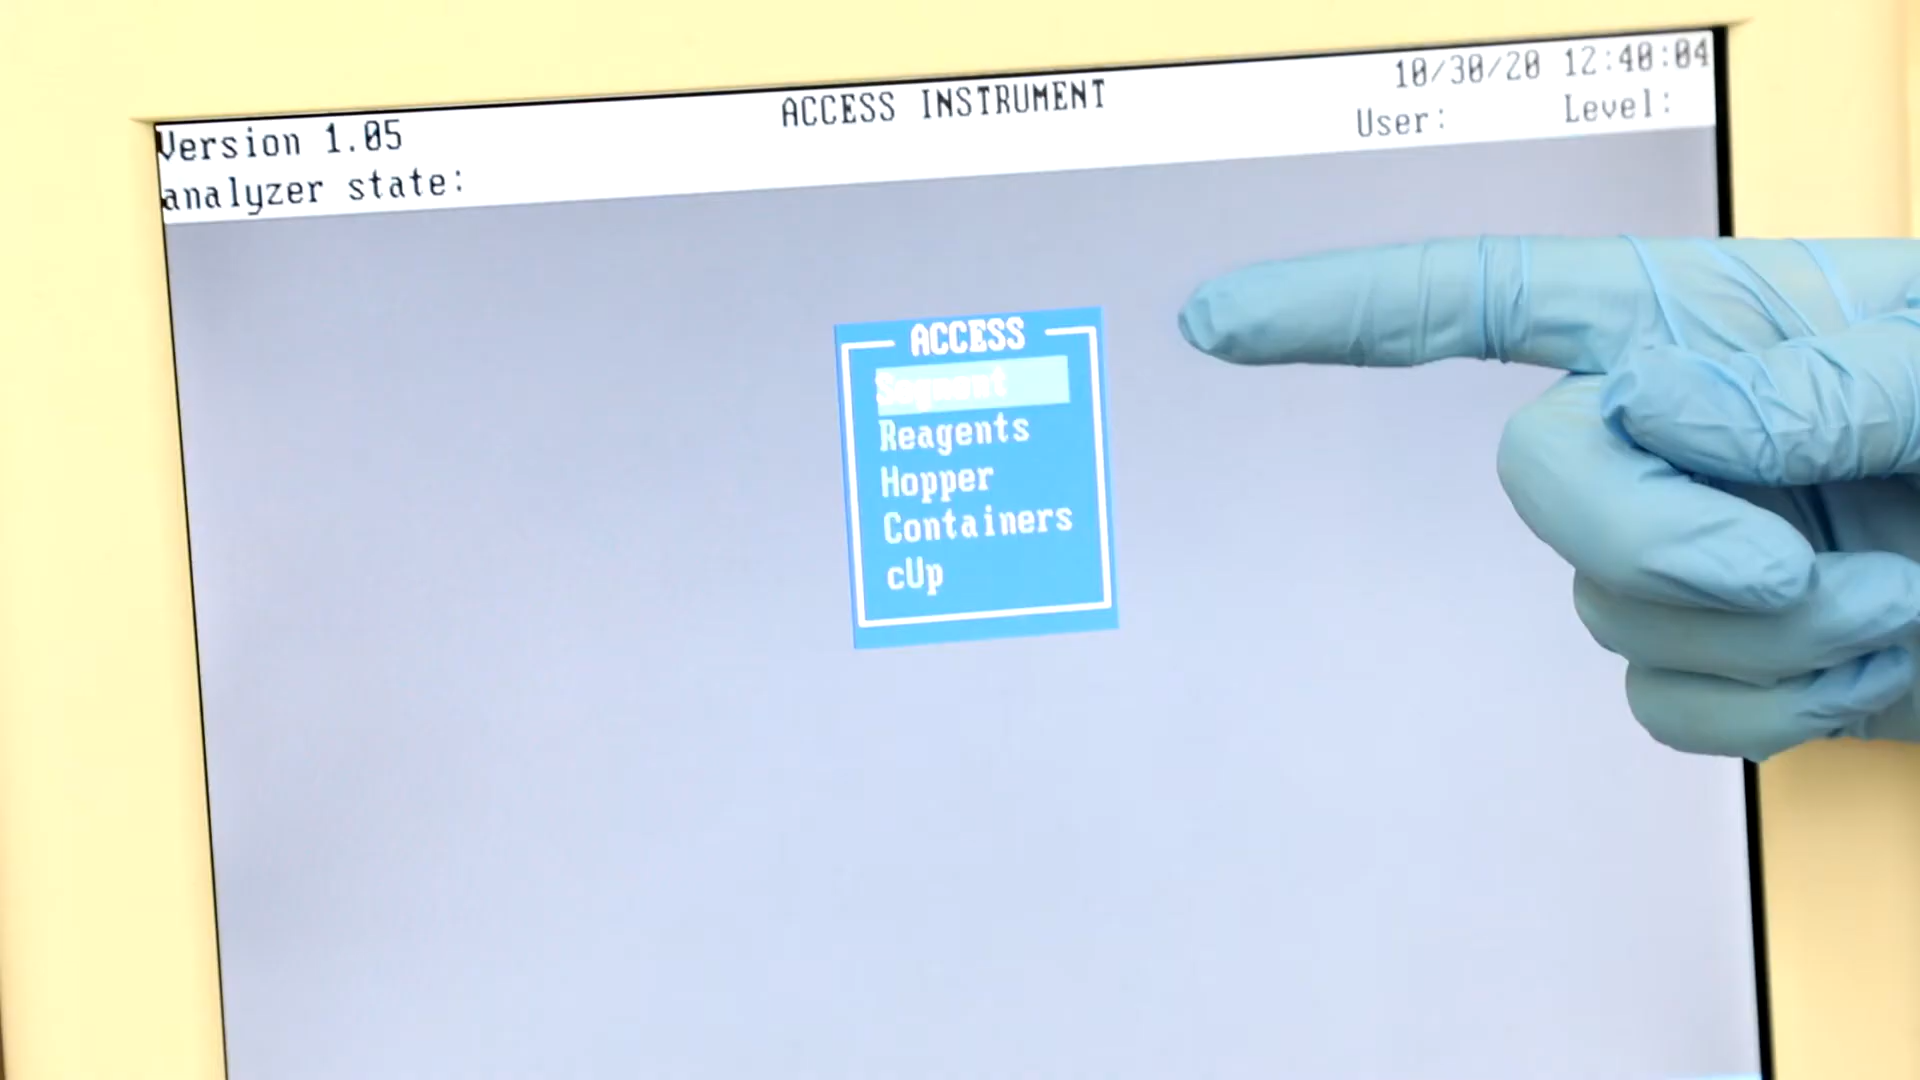 Version 1.05
ACCESS INSTRUMENT
10/30/20 12:40:04
analyzer state:
User:
Level:
ACCESS
Segment
Reagents
Hopper
Containers
cUp